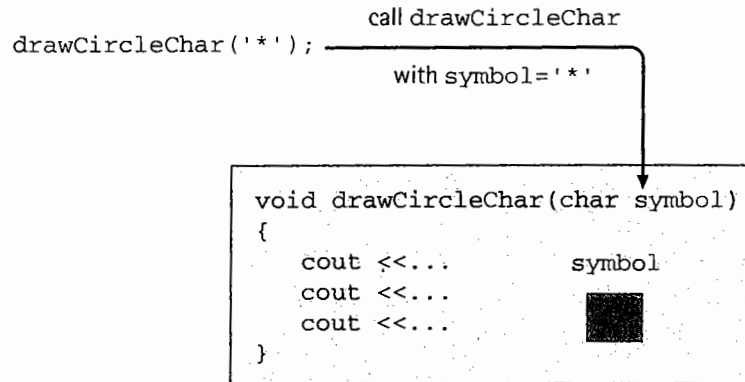 call drawCircleChar
drawCircleChar('*');
with symbol='*'
void drawCircleChar(char symbol)
{
cout <<... symbol
cout <<...
cout <<...
}